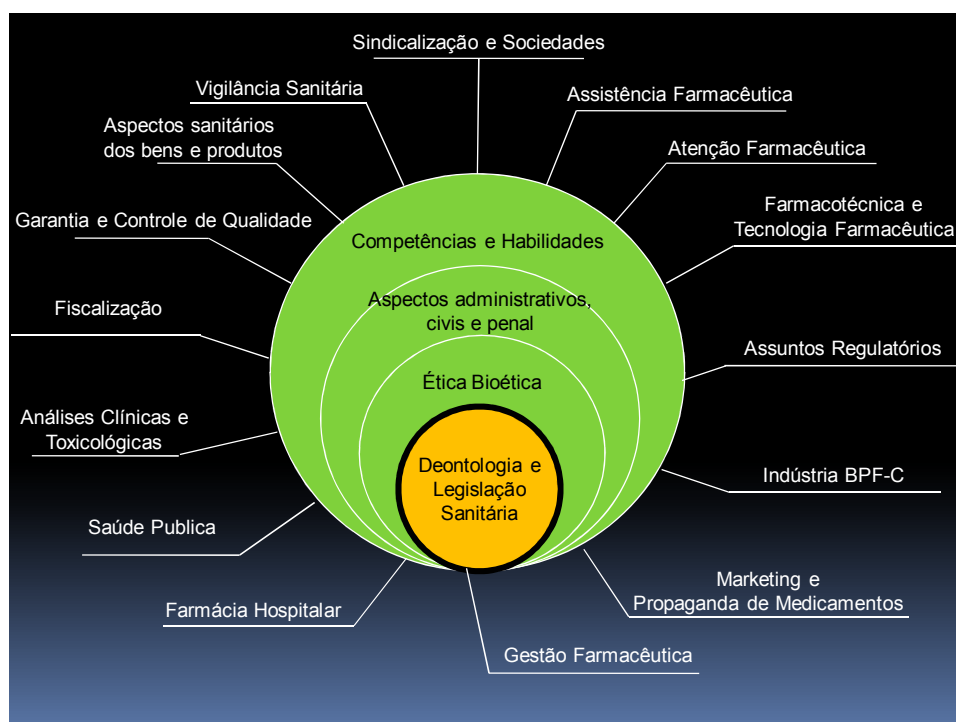 Sindicalização e Sociedades
Vigilância Sanitária
Assistência Farmacêutica
Aspectos sanitários
dos bens e produtos
Atenção Farmacêutica
Garantia e Controle de Qualidade
Farmacotécnica e
Tecnologia Farmacêutica
Competências e Habilidades
Fiscalização
Aspectos administrativos,
civis e penal
Assuntos Regulatórios
Ética Bioética
Análises Clínicas e
Toxicológicas
Deontologia e
Legislação
Sanitária
Indústria BPF-C
Saúde Publica
Marketing e
Propaganda de Medicamentos
Farmácia Hospitalar
Gestão Farmacêutica